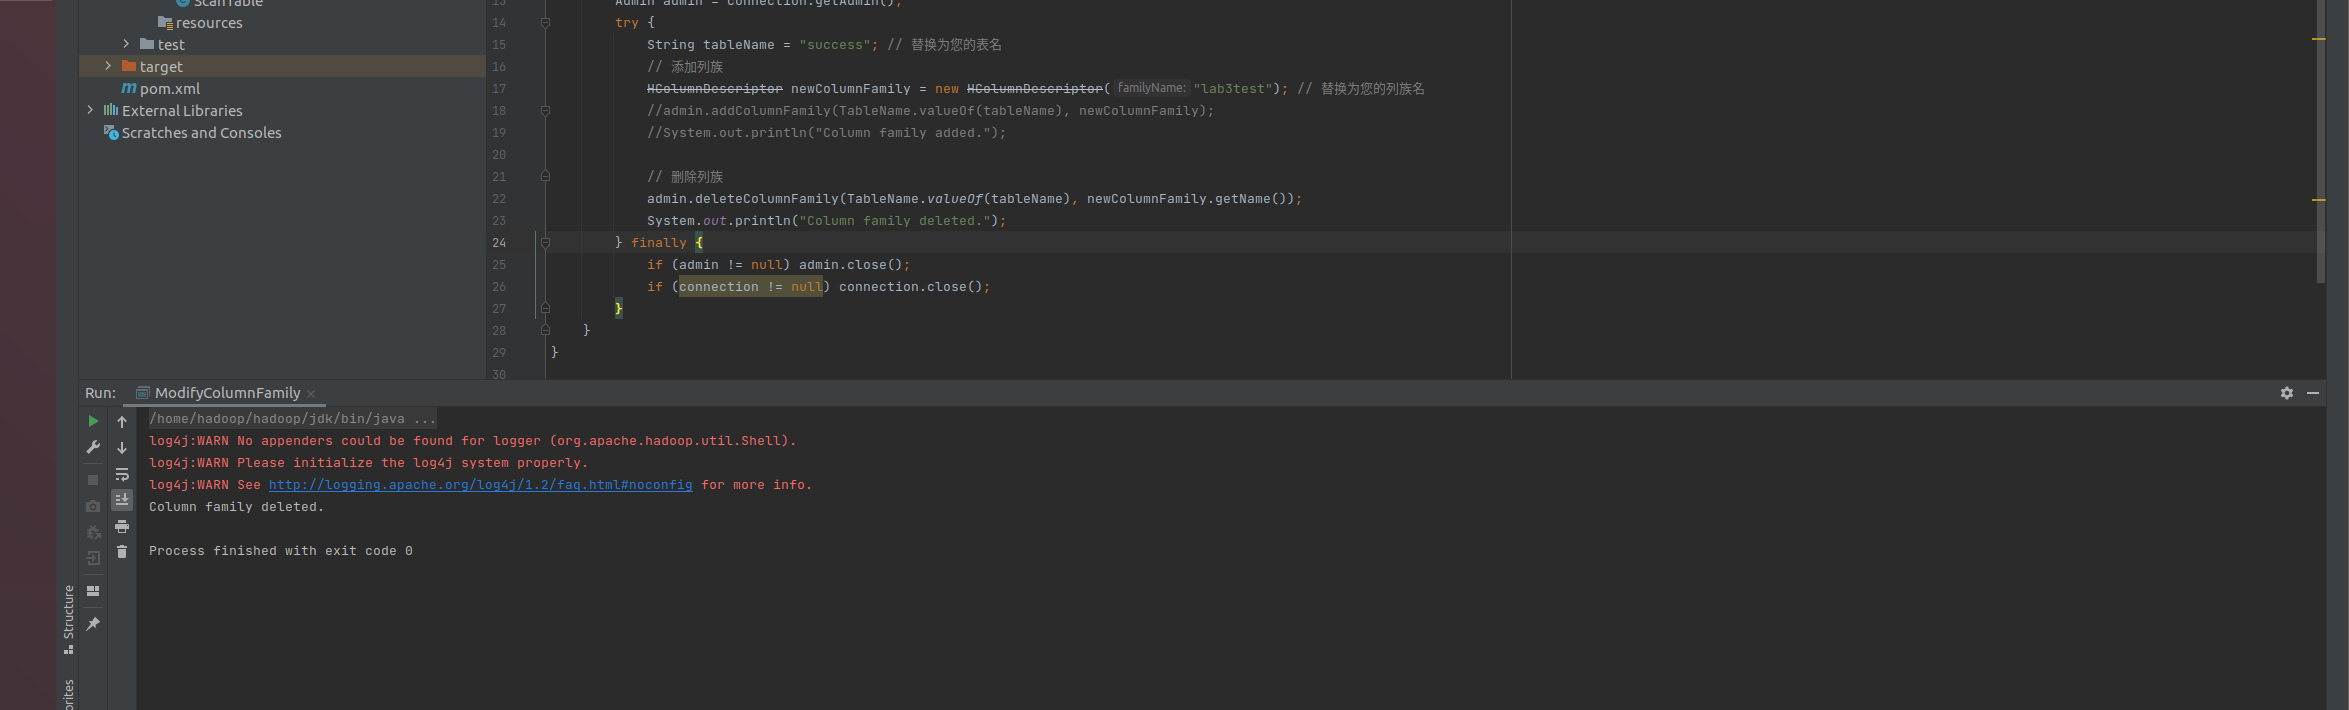 ScanTable
resources
test
target
pom.xml
External Libraries
Scratches and Consoles
13 Admin admin = connection.getAdmin();
14 try {
15 String tableName = "success"; // 替换为您的表名
16 // 添加列族
17 HColumnDescriptor newColumnFamily = new HColumnDescriptor( familyName: "lab3test"); // 替换为您的列族名
18 //admin.addColumnFamily(TableName.valueOf(tableName), newColumnFamily);
19 //System.out.println("Column family added.");
20
21 // 删除列族
22 admin.deleteColumnFamily(TableName.valueOf(tableName), newColumnFamily.getName());
23 System.out.println("Column family deleted.");
24 } finally {
25 if (admin != null) admin.close();
26 if (connection != null) connection.close();
27 }
28 }
29 }
30
Run: ModifyColumnFamily
/home/hadoop/hadoop/jdk/bin/java ...
log4j:WARN No appenders could be found for logger (org.apache.hadoop.util.Shell).
log4j:WARN Please initialize the log4j system properly.
log4j:WARN See http://logging.apache.org/log4j/1.2/faq.html#noconfig for more info.
Column family deleted.
Process finished with exit code 0
Structure